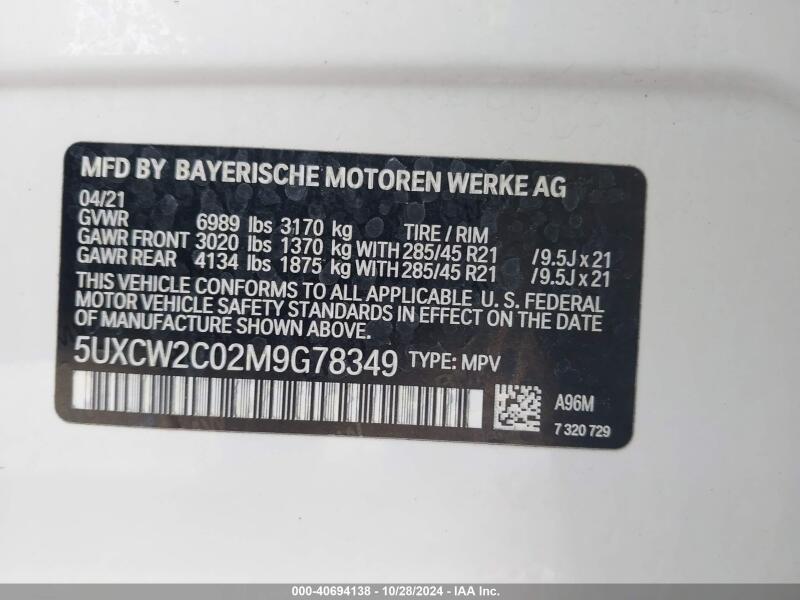 MFD BY BAYERISCHE MOTOREN WERKE AG
04/21
GVWR 6989 lbs 3170 kg TIRE / RIM
GAWR FRONT 3020 lbs 1370 kg WITH 285/45 R21 /9.5J x 21
GAWR REAR 4134 lbs 1875 kg WITH 285/45 R21 /9.5J x 21
THIS VEHICLE CONFORMS TO ALL APPLICABLE U. S. FEDERAL
MOTOR VEHICLE SAFETY STANDARDS IN EFFECT ON THE
DATE OF MANUFACTURE SHOWN ABOVE.
5UXCW2C02M9G78349 TYPE: MPV
A96M
7 320 729
000-40694138 - 10/28/2024 - IAA Inc.